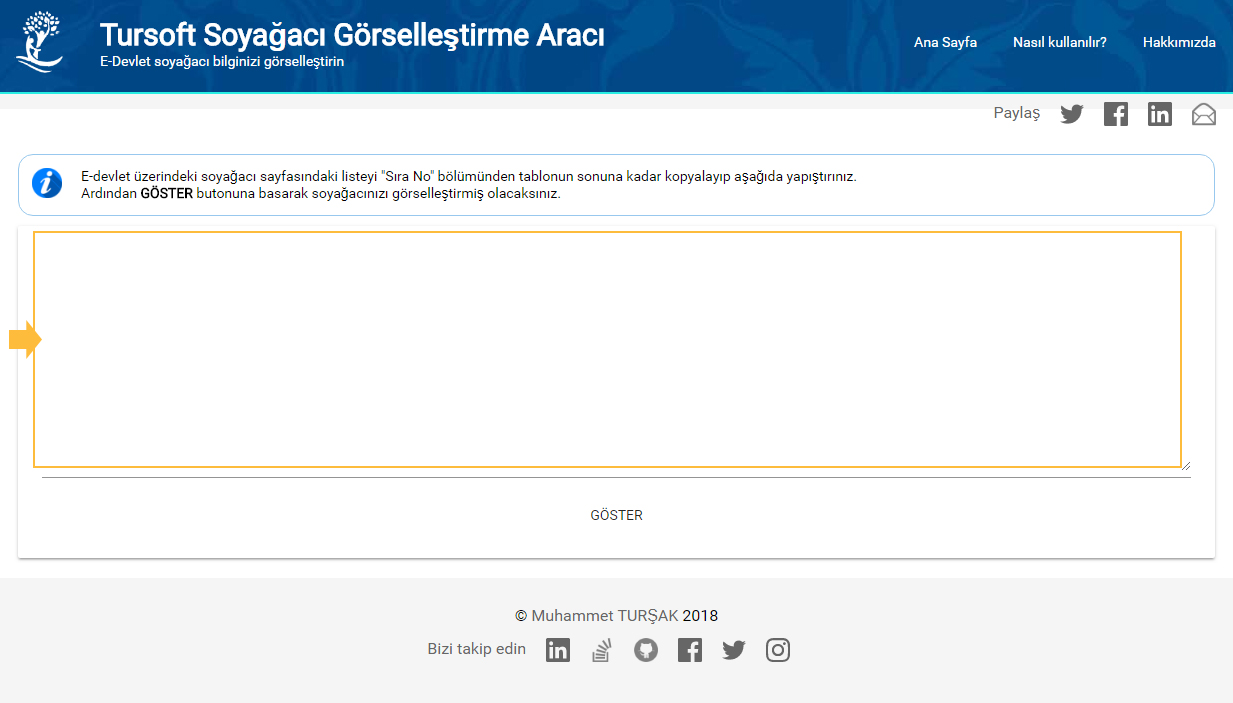 Tursoft Soyağacı Görselleştirme Aracı
E-Devlet soyağacı bilginizi görselleştirin
Ana Sayfa Nasıl kullanılır? Hakkımızda
Paylaş
E-devlet üzerindeki soyağacı sayfasındaki listeyi "Sıra No" bölümünden tablonun sonuna kadar kopyalayıp aşağıda yapıştırınız.
Ardından GÖSTER butonuna basarak soyağacınızı görselleştirmiş olacaksınız.
GÖSTER
© Muhammet TURŞAK 2018
Bizi takip edin